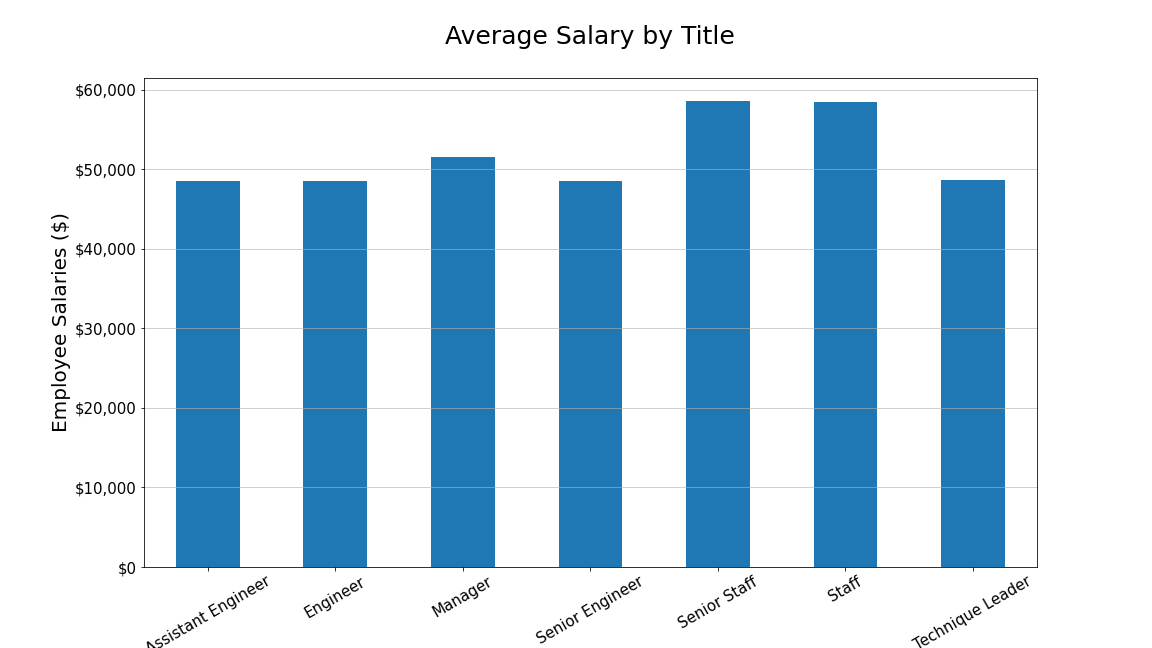 Average Salary by Title
Employee Salaries ($)
$60,000
$50,000
$40,000
$30,000
$20,000
$10,000
$0
Assistant Engineer
Engineer
Manager
Senior Engineer
Senior Staff
Staff
Technique Leader